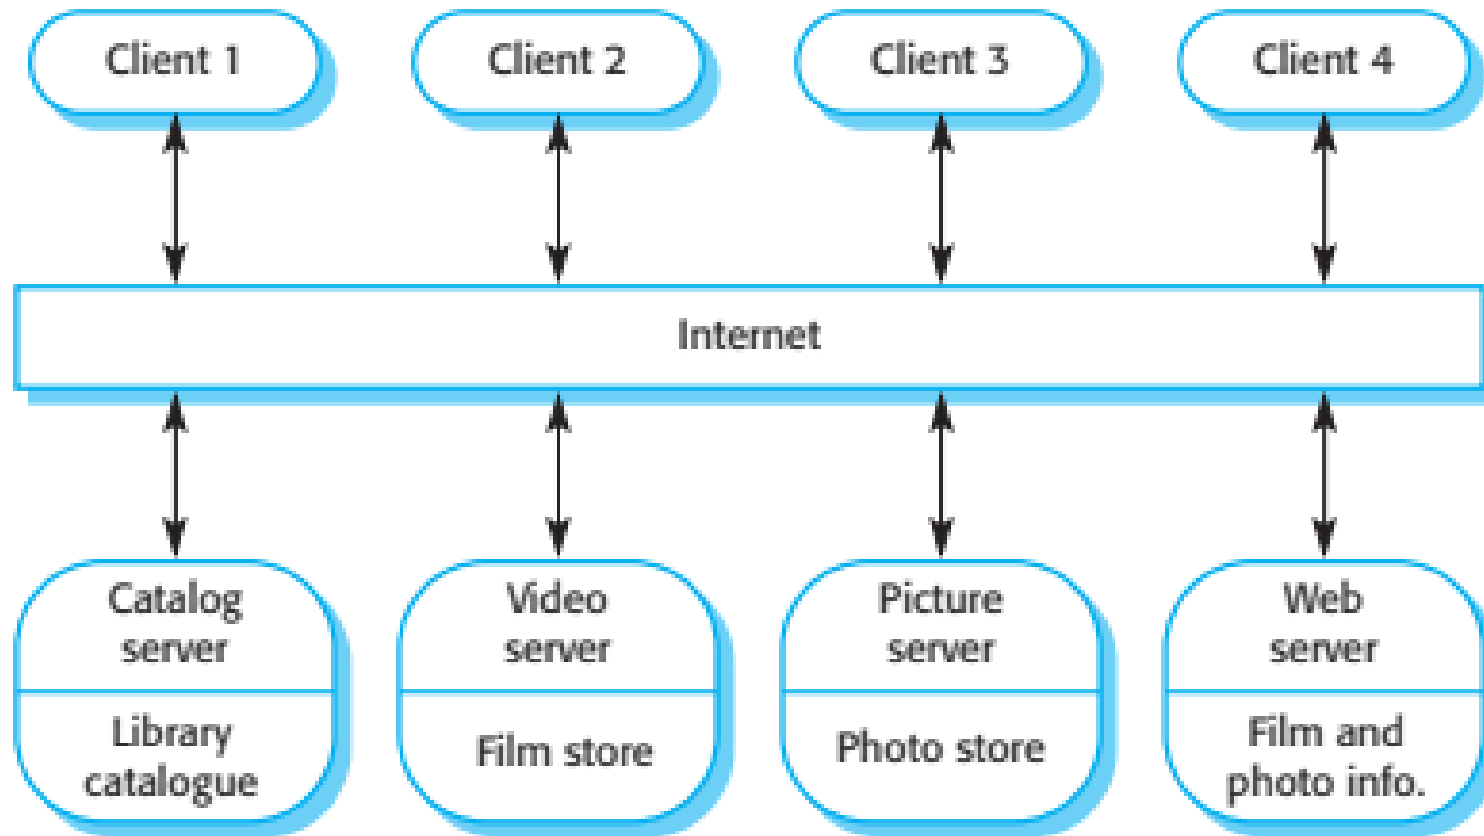 Client 1
Client 2
Client 3
Client 4
Internet
Catalog
server
Library
catalogue
Video
server
Film store
Picture
server
Photo store
Web
server
Film and
photo info.